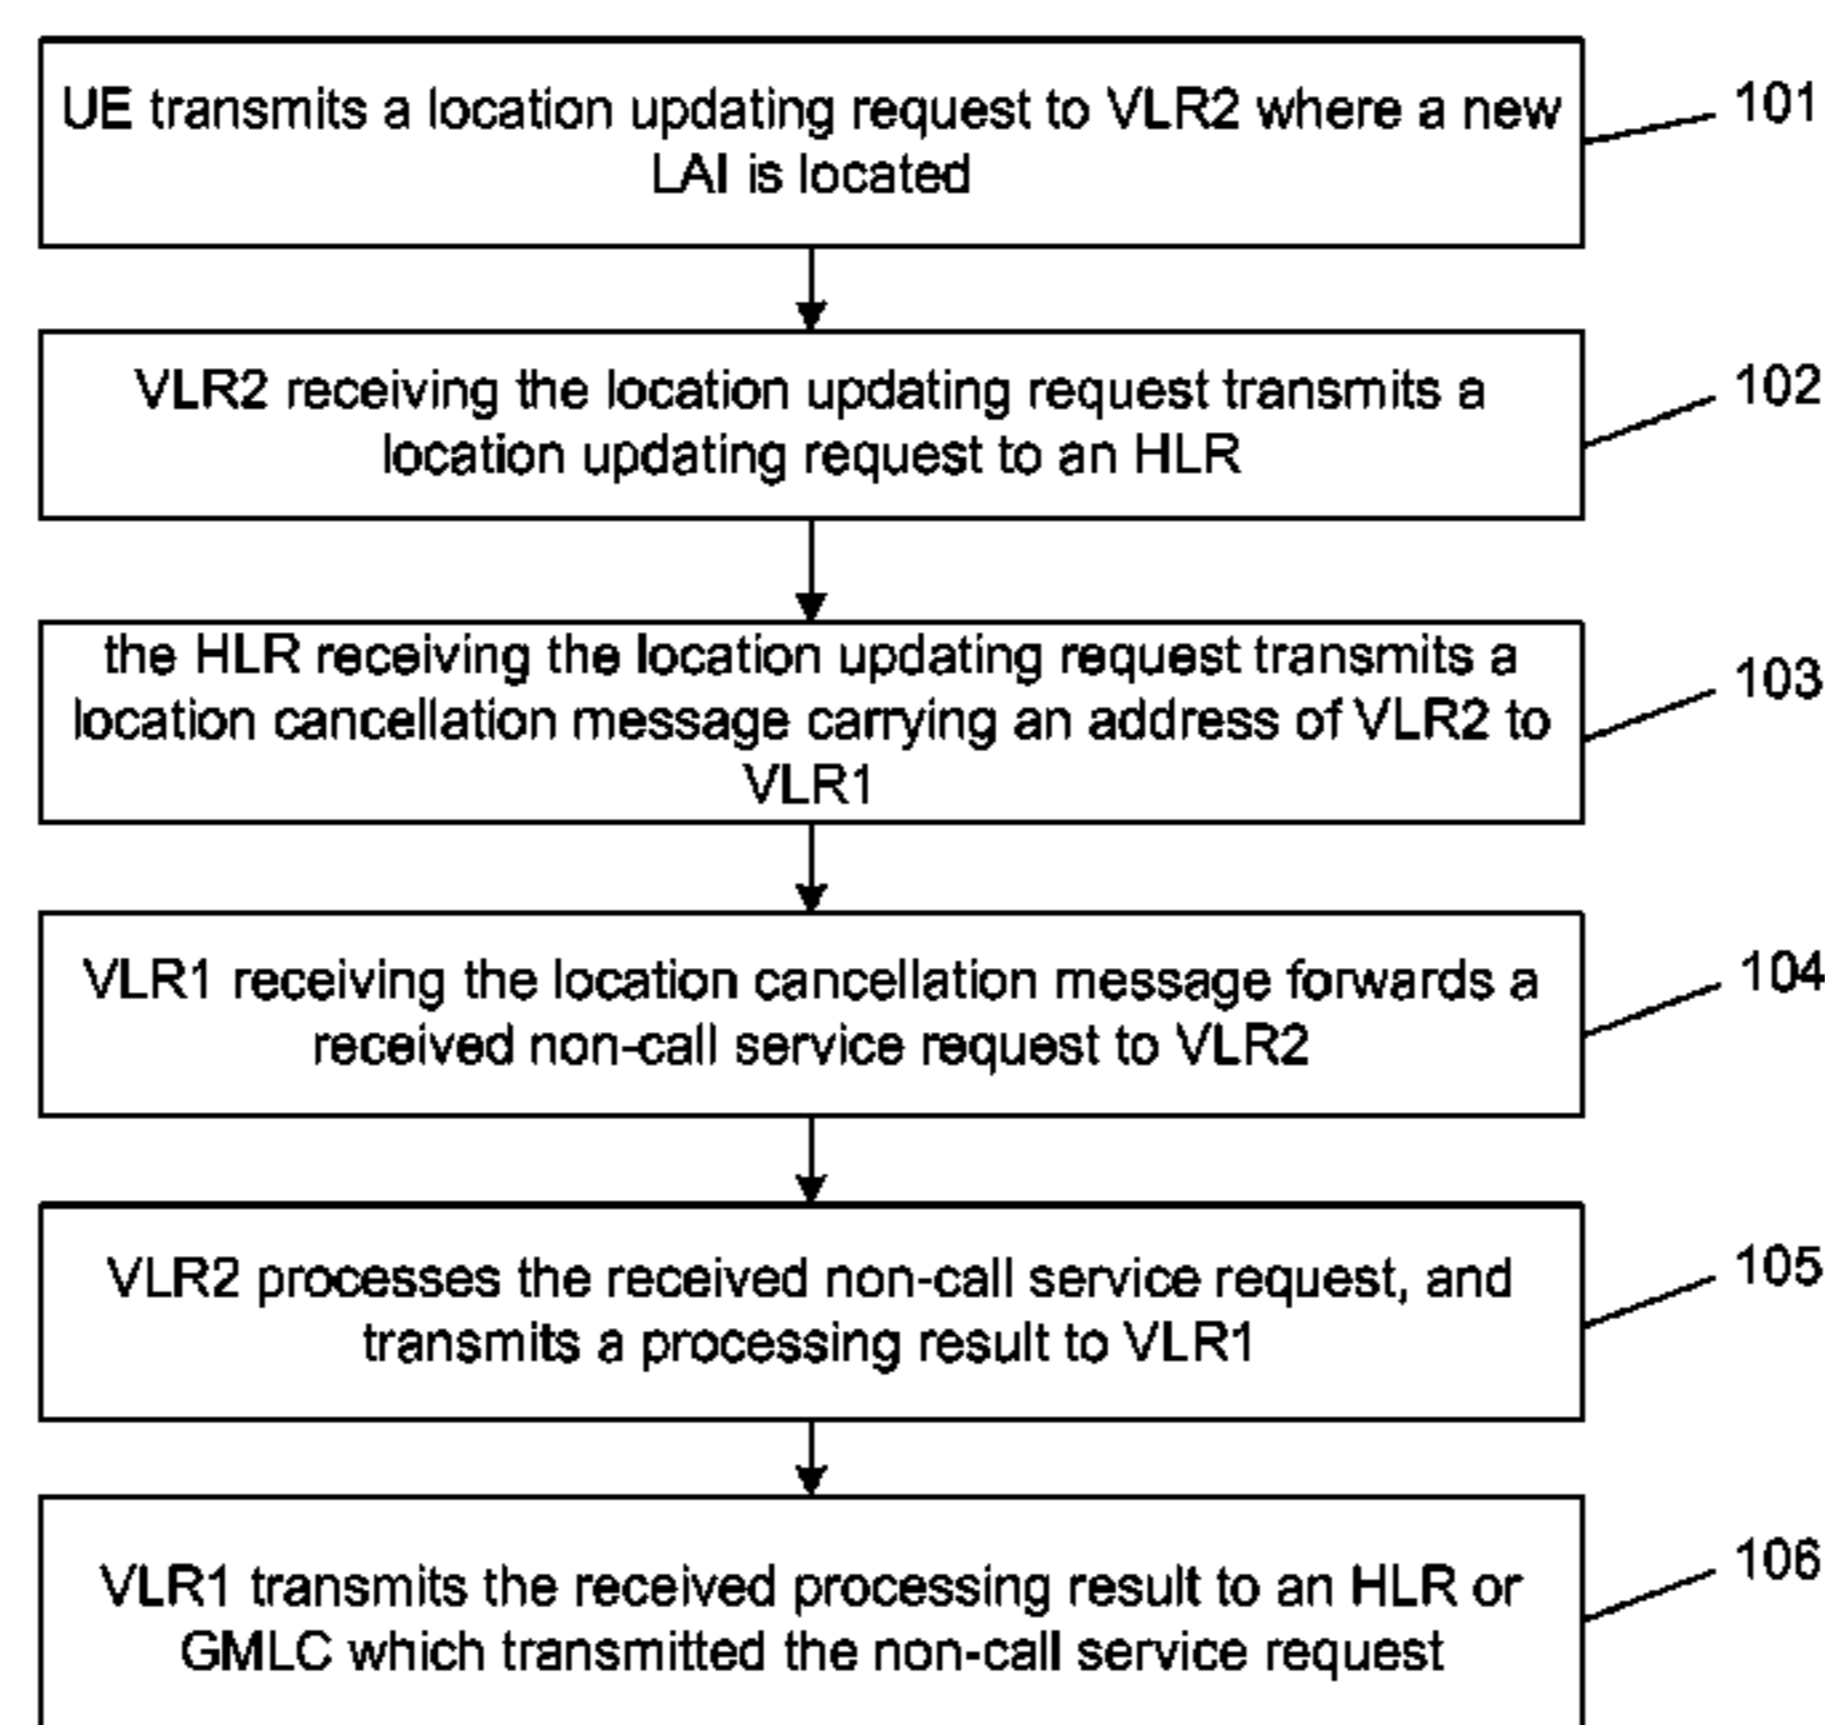 UE transmits a location updating request to VLR2 where a new
LAI is located
101
VLR2 receiving the location updating request transmits a
location updating request to an HLR
102
the HLR receiving the location updating request transmits a
location cancellation message carrying an address of VLR2 to
VLR1
103
VLR1 receiving the location cancellation message forwards a
received non-call service request to VLR2
104
VLR2 processes the received non-call service request, and
transmits a processing result to VLR1
105
VLR1 transmits the received processing result to an HLR or
GMLC which transmitted the non-call service request
106